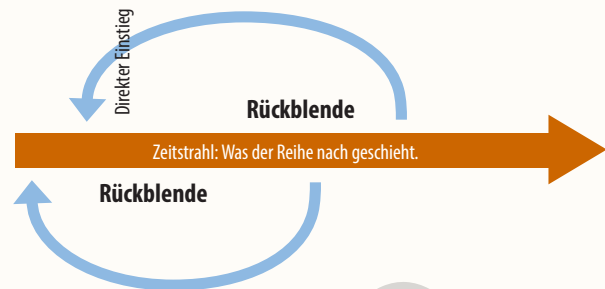 Direkter Einstieg
Rückblende
Zeitstrahl: Was der Reihe nach geschieht.
Rückblende